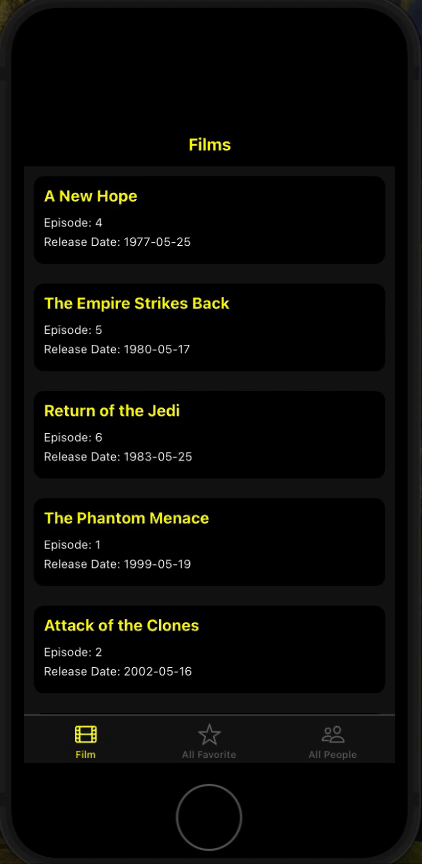 Films
A New Hope
Episode: 4
Release Date: 1977-05-25
The Empire Strikes Back
Episode: 5
Release Date: 1980-05-17
Return of the Jedi
Episode: 6
Release Date: 1983-05-25
The Phantom Menace
Episode: 1
Release Date: 1999-05-19
Attack of the Clones
Episode: 2
Release Date: 2002-05-16
Film
All Favorite
All People